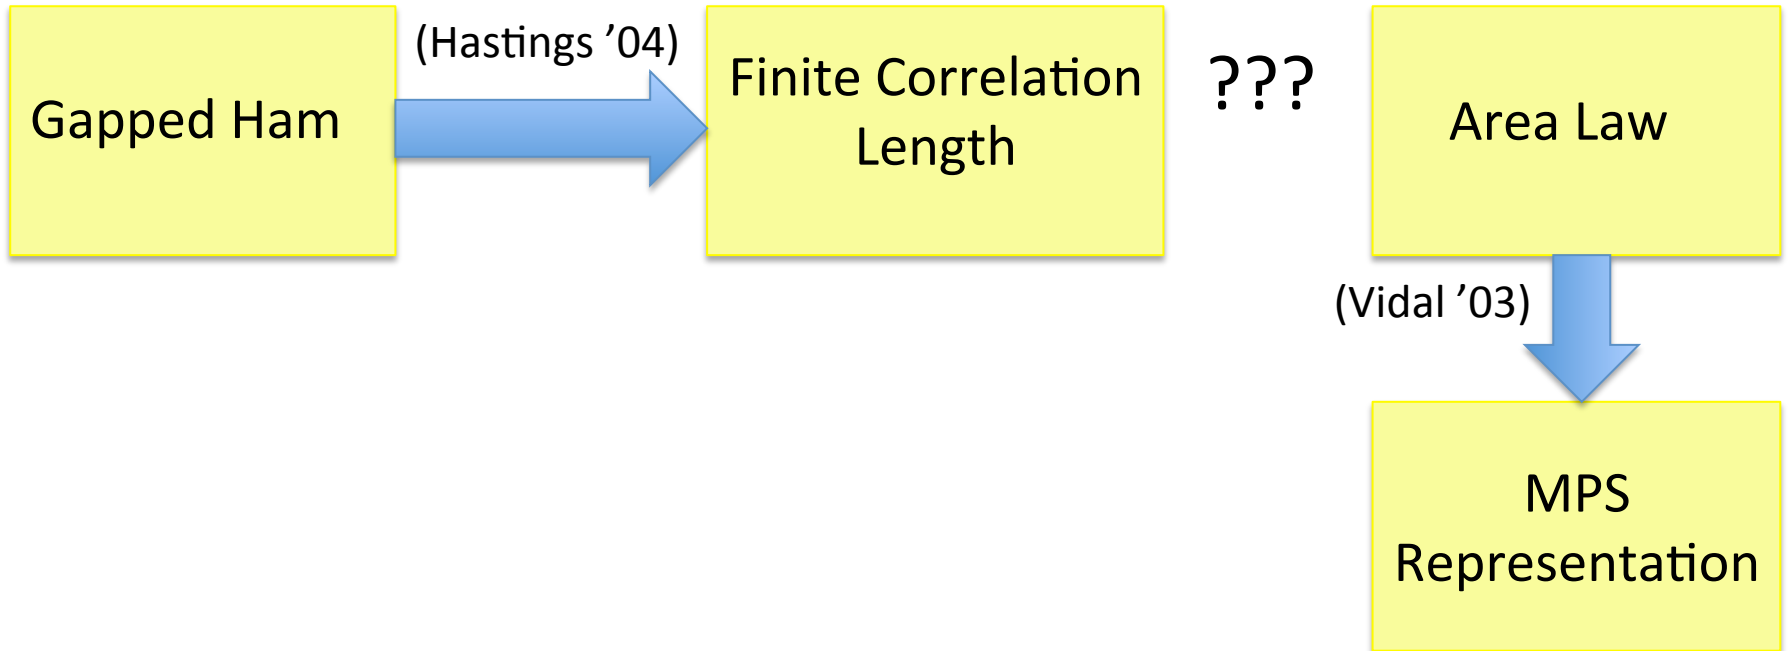 Gapped Ham
(Hastings ’04)
Finite Correlation
Length
???
Area Law
(Vidal ’03)
MPS
Representation